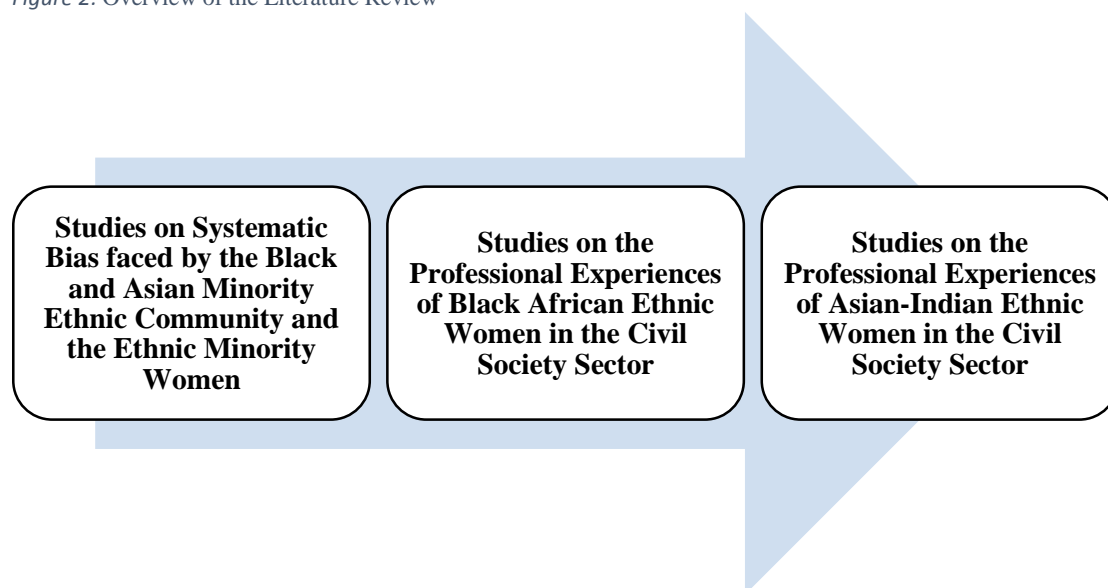 Figure 2: Overview of the Literature Review
Studies on Systematic
Bias faced by the Black
and Asian Minority
Ethnic Community and
the Ethnic Minority
Women
Studies on the
Professional Experiences
of Black African Ethnic
Women in the Civil
Society Sector
Studies on the
Professional Experiences
of Asian-Indian Ethnic
Women in the Civil
Society Sector